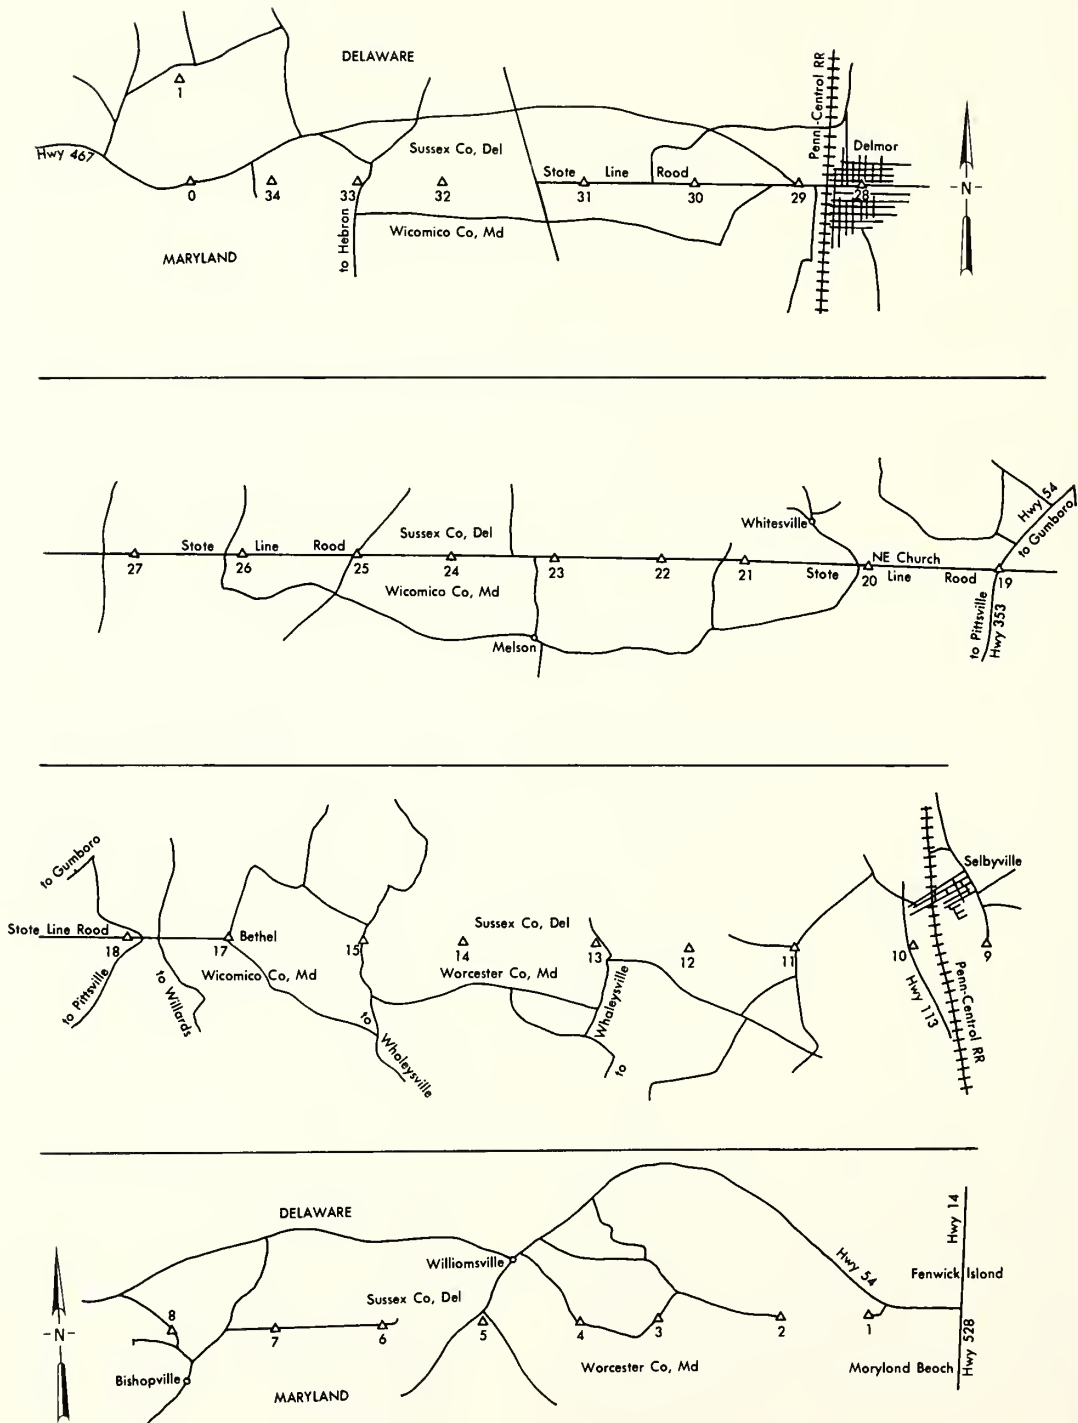 DELAWARE
Penn-Central RR
1
Hwy 467
Sussex Co, Del
Delmor
State Line Rood
0
34
33
32
31
30
29
28
-N-
to Hebron
Wicomico Co, Md
MARYLAND
Hwy 54
to Gumboro
Whitesville
Sussex Co, Del
NE Church
State Line Rood
27
26
25
24
23
22
21
State Line Rood
20
19
Wicomico Co, Md
to Pittsville
Hwy 353
Melson
to Gumboro
Selbyville
Sussex Co, Del
State Line Rood
Bethel
18
17
15
14
13
12
11
10
9
Wicomico Co, Md
Worcester Co, Md
to Pittsville
to Willards
to Wholeysville
to Whaleysville
Hwy 113
Penn-Central RR
DELAWARE
Hwy 14
Williomsville
Hwy 54
Fenwick Island
Sussex Co, Del
8
7
6
5
4
3
2
1
-N-
Hwy 528
Bishopville
Worcester Co, Md
Morylond Beoch
MARYLAND